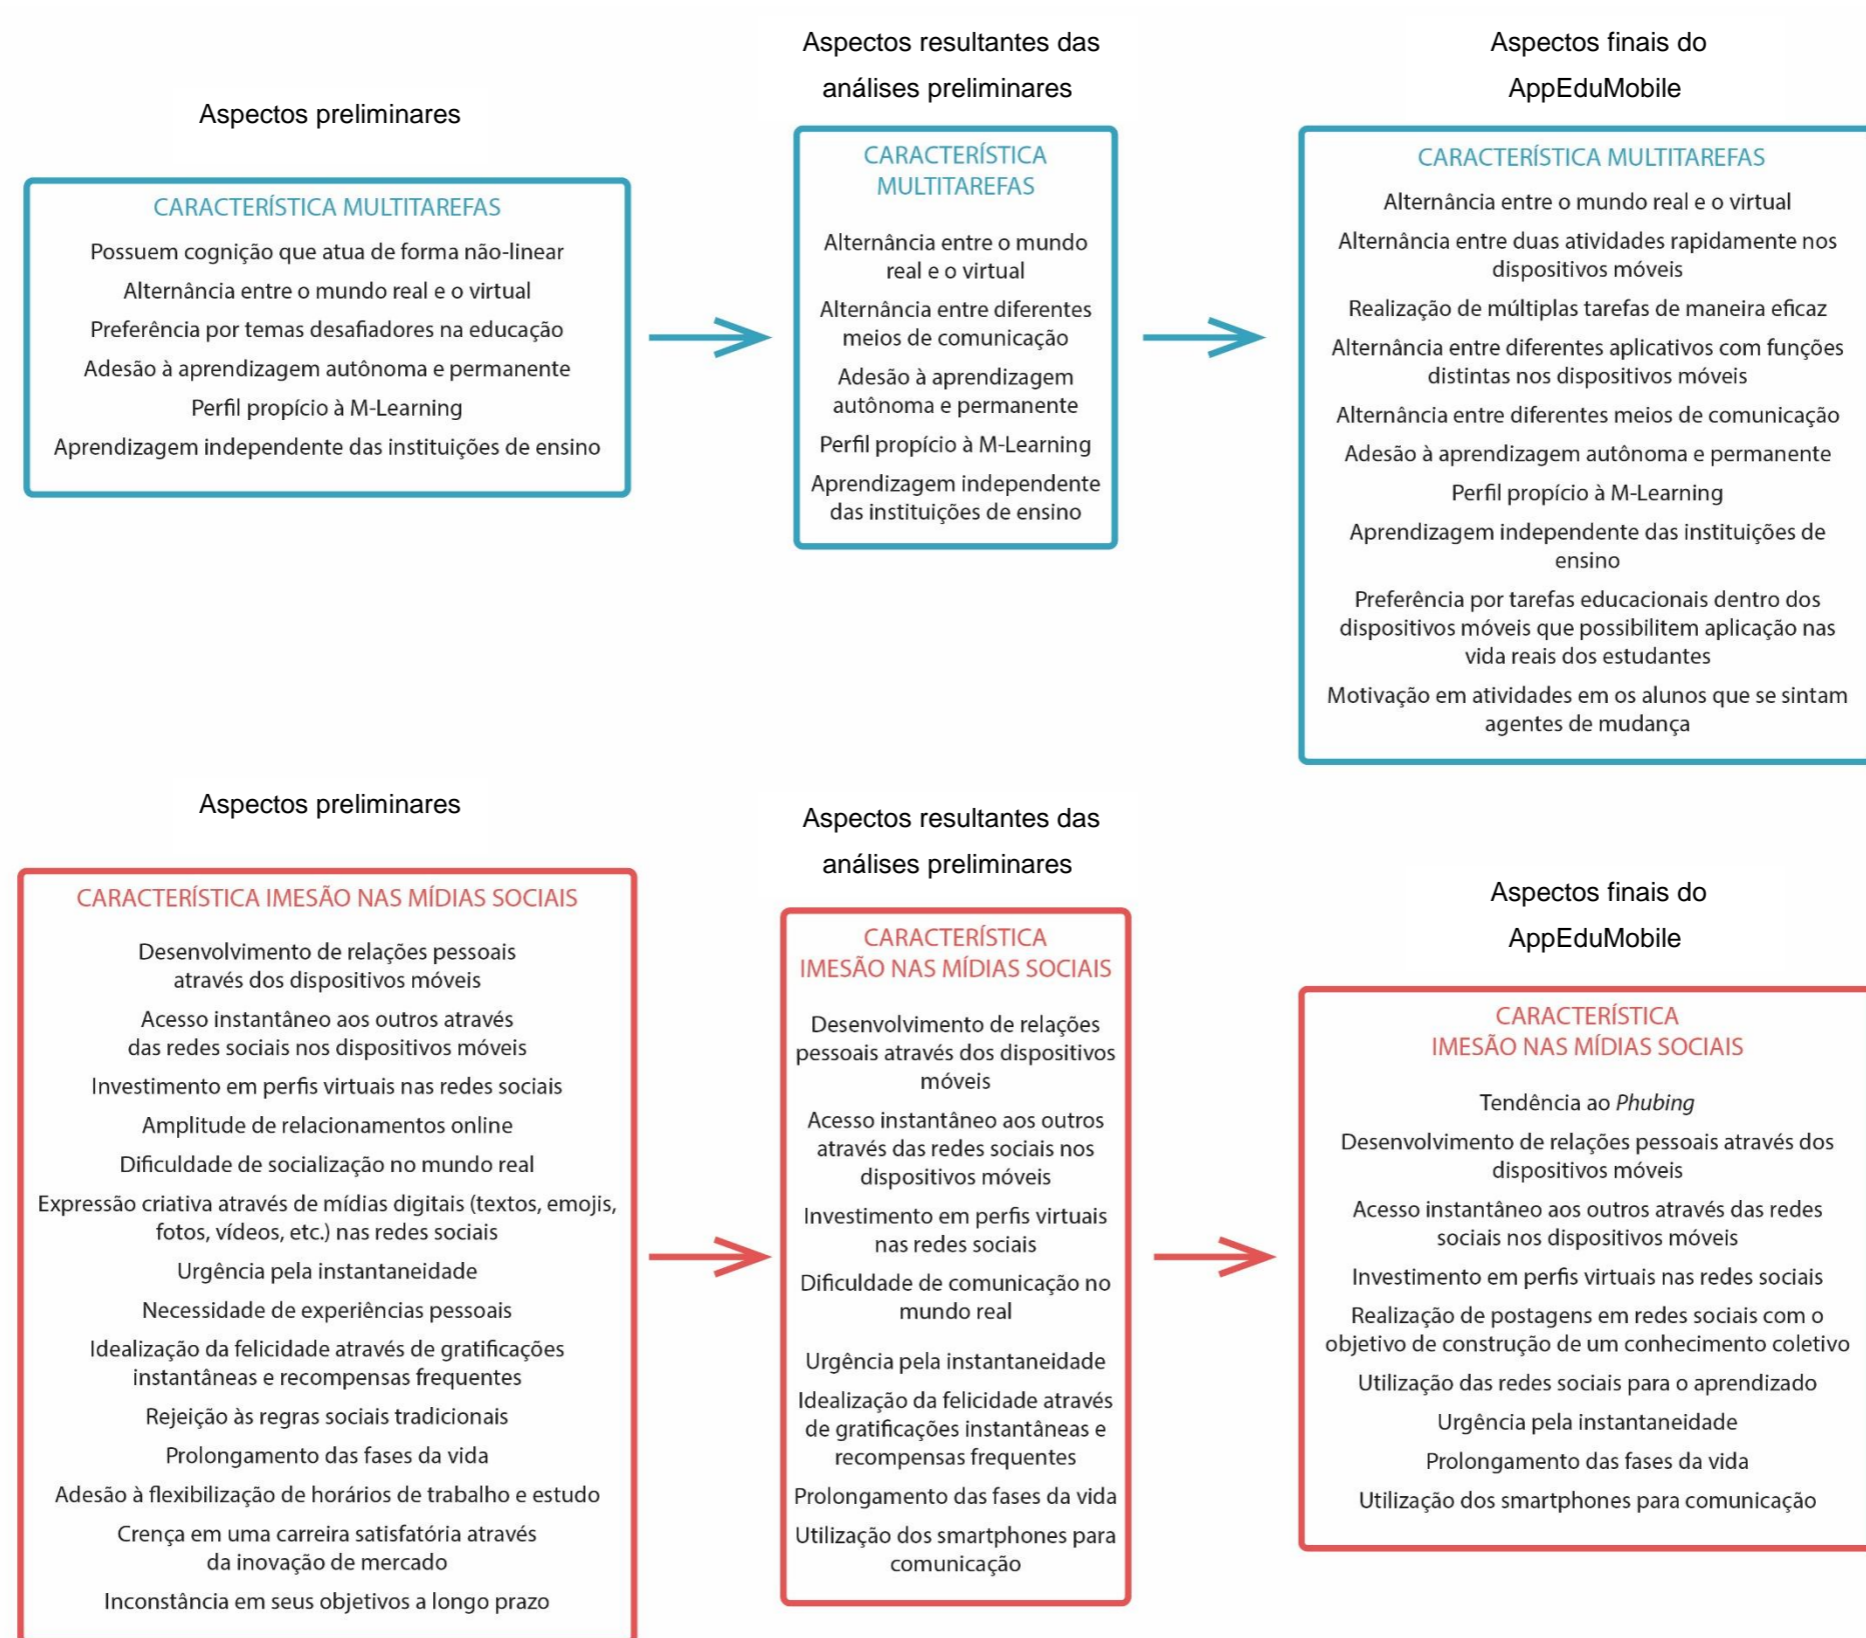 Aspectos preliminares
CARACTERÍSTICA MULTITAREFAS
Possuem cognição que atua de forma não-linear
Alternância entre o mundo real e o virtual
Preferência por temas desafiadores na educação
Adesão à aprendizagem autônoma e permanente
Perfil propício à M-Learning
Aprendizagem independente das instituições de ensino
Aspectos resultantes das
análises preliminares
CARACTERÍSTICA
MULTITAREFAS
Alternância entre o mundo
real e o virtual
Alternância entre diferentes
meios de comunicação
Adesão à aprendizagem
autônoma e permanente
Perfil propício à M-Learning
Aprendizagem independente
das instituições de ensino
Aspectos finais do
AppEduMobile
CARACTERÍSTICA MULTITAREFAS
Alternância entre o mundo real e o virtual
Alternância entre duas atividades rapidamente nos
dispositivos móveis
Realização de múltiplas tarefas de maneira eficaz
Alternância entre diferentes aplicativos com funções
distintas nos dispositivos móveis
Alternância entre diferentes meios de comunicação
Adesão à aprendizagem autônoma e permanente
Perfil propício à M-Learning
Aprendizagem independente das instituições de
ensino
Preferência por tarefas educacionais dentro dos
dispositivos móveis que possibilitem aplicação nas
vida reais dos estudantes
Motivação em atividades em os alunos que se sintam
agentes de mudança
Aspectos preliminares
CARACTERÍSTICA IMESÃO NAS MÍDIAS SOCIAIS
Desenvolvimento de relações pessoais
através dos dispositivos móveis
Acesso instantâneo aos outros através
das redes sociais nos dispositivos móveis
Investimento em perfis virtuais nas redes sociais
Amplitude de relacionamentos online
Dificuldade de socialização no mundo real
Expressão criativa através de mídias digitais (textos, emojis,
fotos, vídeos, etc.) nas redes sociais
Urgência pela instantaneidade
Necessidade de experiências pessoais
Idealização da felicidade através de gratificações
instantâneas e recompensas frequentes
Rejeição às regras sociais tradicionais
Prolongamento das fases da vida
Adesão à flexibilização de horários de trabalho e estudo
Crença em uma carreira satisfatória através
da inovação de mercado
Inconstância em seus objetivos a longo prazo
Aspectos resultantes das
análises preliminares
CARACTERÍSTICA
IMESÃO NAS MÍDIAS SOCIAIS
Desenvolvimento de relações
pessoais através dos dispositivos
móveis
Acesso instantâneo aos outros
através das redes sociais nos
dispositivos móveis
Investimento em perfis virtuais
nas redes sociais
Dificuldade de comunicação no
mundo real
Urgência pela instantaneidade
Idealização da felicidade através
de gratificações instantâneas e
recompensas frequentes
Prolongamento das fases da vida
Utilização dos smartphones para
comunicação
Aspectos finais do
AppEduMobile
CARACTERÍSTICA
IMESÃO NAS MÍDIAS SOCIAIS
Tendência ao Phubing
Desenvolvimento de relações pessoais através dos
dispositivos móveis
Acesso instantâneo aos outros através das redes
sociais nos dispositivos móveis
Investimento em perfis virtuais nas redes sociais
Realização de postagens em redes sociais com o
objetivo de construção de um conhecimento coletivo
Utilização das redes sociais para o aprendizado
Urgência pela instantaneidade
Prolongamento das fases da vida
Utilização dos smartphones para comunicação